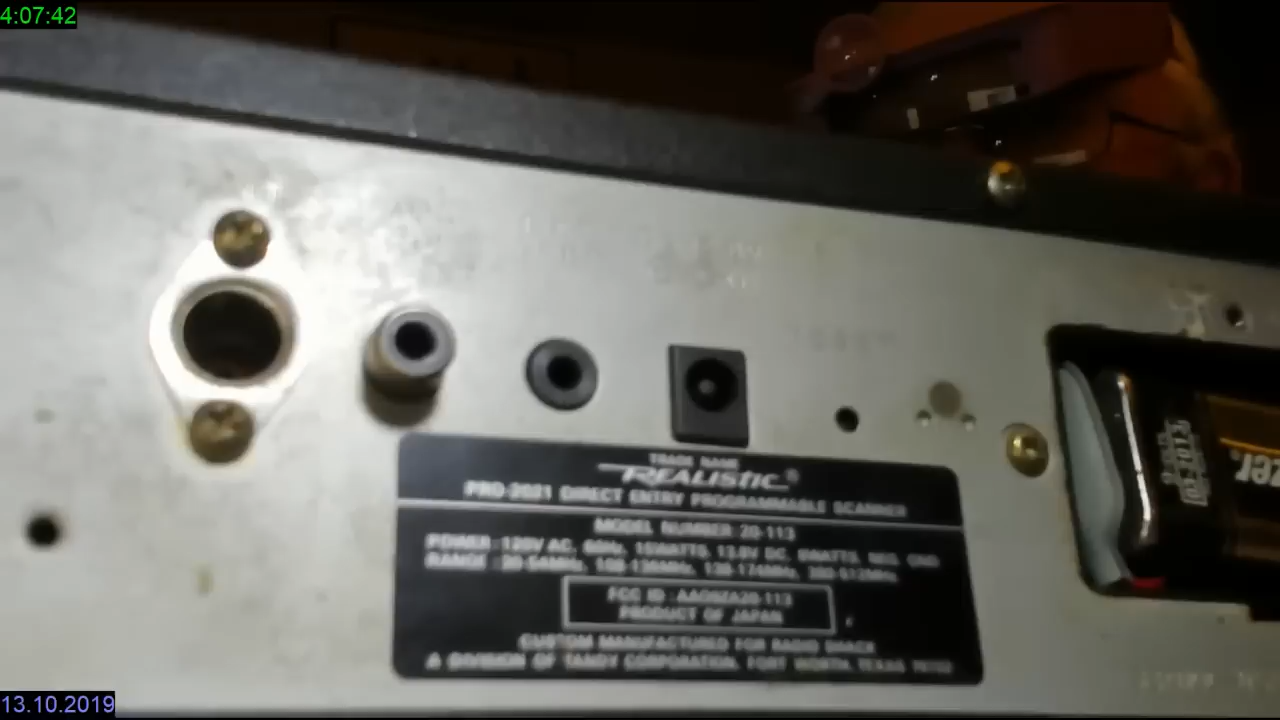 4:07:42
TRADE NAME
REALISTIC®
PRO-2021 DIRECT ENTRY PROGRAMMABLE SCANNER
MODEL NUMBER 20-113
POWER: 120V AC, 60Hz, 15WATTS, 13.8V DC, 9WATTS, NEG. GND
RANGE: 30-54MHz, 108-136MHz, 138-174MHz, 380-512MHz
FCC ID: AAO9ZA20-113
PRODUCT OF JAPAN
CUSTOM MANUFACTURED FOR RADIO SHACK
A DIVISION OF TANDY CORPORATION, FORT WORTH, TEXAS 76102
zer.
13.10.2019